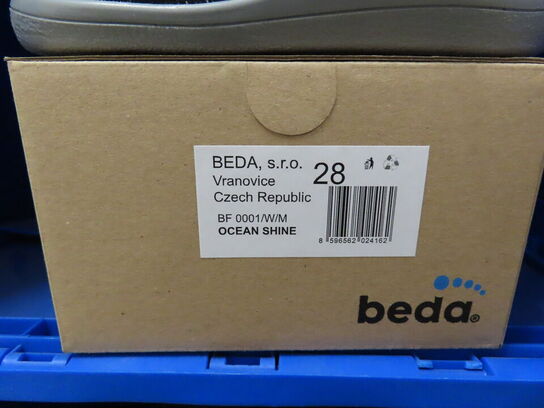 BEDA, s.r.o. 28
Vranovice
Czech Republic
BF 0001/W/M
OCEAN SHINE
8 596562 024162
beda®